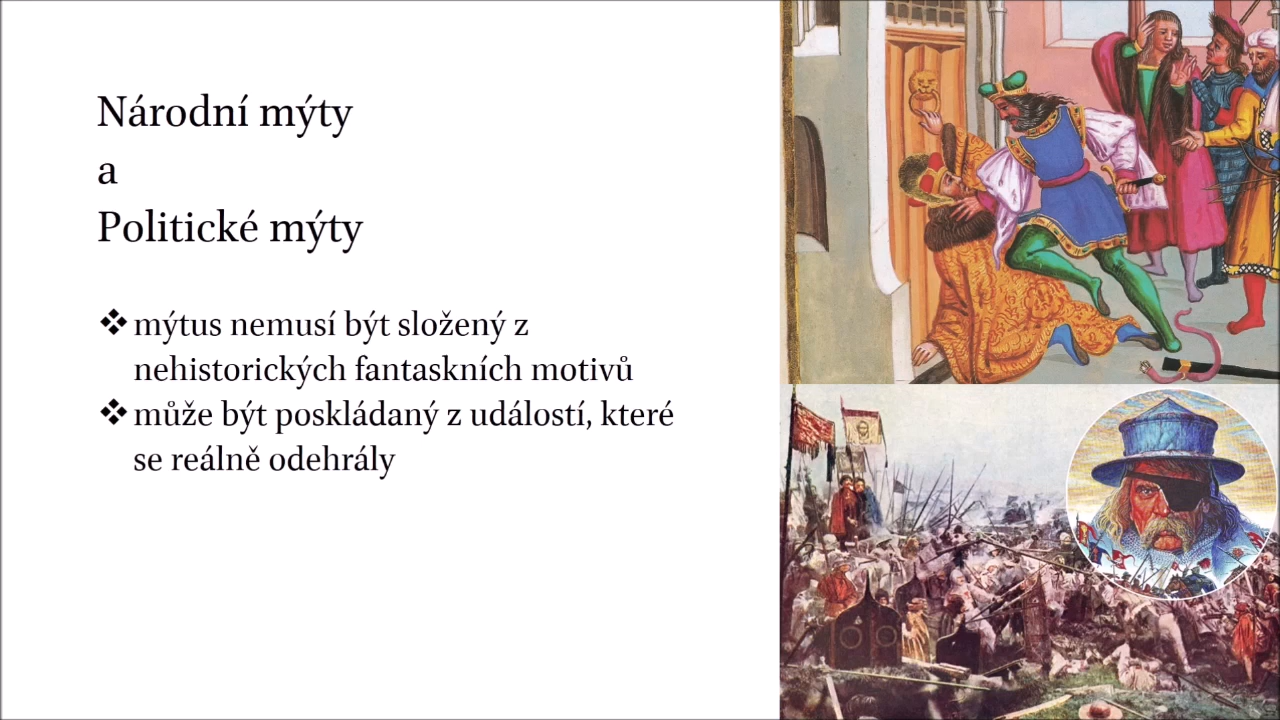 Národní mýty
a
Politické mýty
❖ mýtus nemusí být složený z
nehistorických fantaskních motivů
❖ může být poskládaný z událostí, které
se reálně odehrály